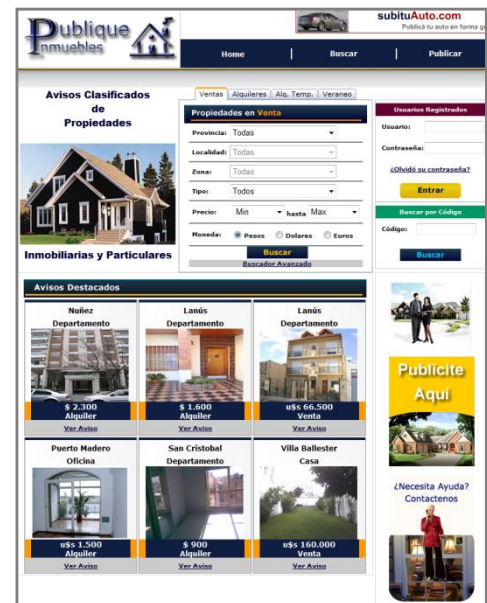 Publique
Inmuebles
subituAuto.com
Publicá tu auto en forma
Home | Buscar | Publicar
Avisos Clasificados
de
Propiedades
Inmobiliarias y Particulares
Ventas Alquileres Alq. Temp. Veraneo
Propiedades en Venta
Provincia: Todas
Localidad: Todas
Zona: Todas
Tipo: Todos
Precio: Min hasta Max
Moneda: Pesos Dolares Euros
Buscar
Buscador Avanzado
Usuarios Registrados
Usuario:
Contraseña:
¿Olvidó su contraseña?
Entrar
Buscar por Código
Código:
Buscar
Avisos Destacados
Nuñez
Departamento
$ 2.300
Alquiler
Ver Aviso
Lanús
Departamento
$ 1.600
Alquiler
Ver Aviso
Lanús
Departamento
u$s 66.500
Venta
Ver Aviso
Puerto Madero
Oficina
u$s 1.500
Alquiler
Ver Aviso
San Cristobal
Departamento
$ 900
Alquiler
Ver Aviso
Villa Ballester
Casa
u$s 160.000
Venta
Ver Aviso
Publicite
Aquí
¿Necesita Ayuda?
Contactenos